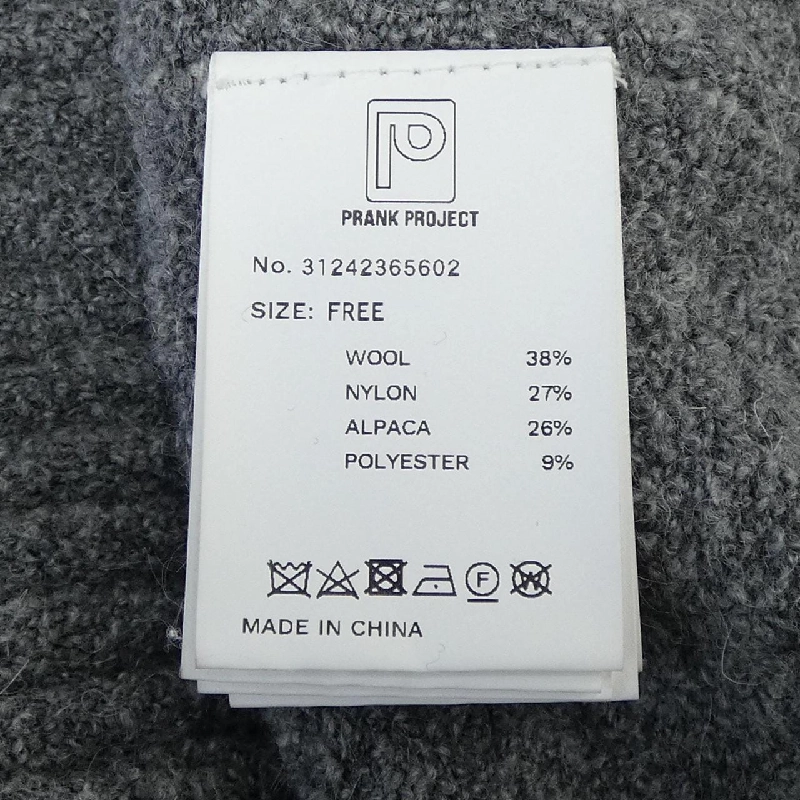 PRANK PROJECT
No. 31242365602
SIZE: FREE
WOOL 38%
NYLON 27%
ALPACA 26%
POLYESTER 9%
F W
MADE IN CHINA